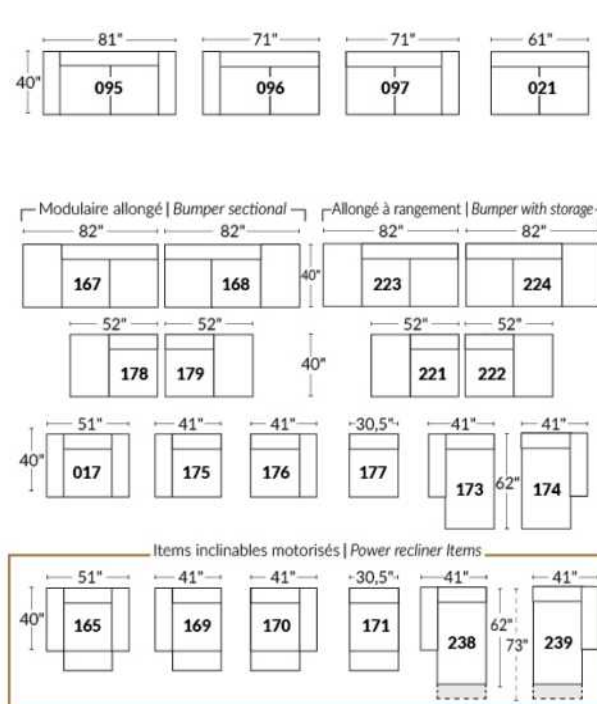 81" 71" 71" 61"
40" 095 096 097 021
Modulaire allongé | Bumper sectional Allongé à rangement | Bumper with storage
82" 82" 82" 82"
167 168 40" 223 224
52" 52" 52" 52"
178 179 40" 221 222
51" 41" 41" 30,5" 41" 41"
40" 017 175 176 177 173 62" 174
Items inclinables motorisés | Power recliner Items
51" 41" 41" 30,5" 41" 41"
40" 165 169 170 171 238 62" 73" 239